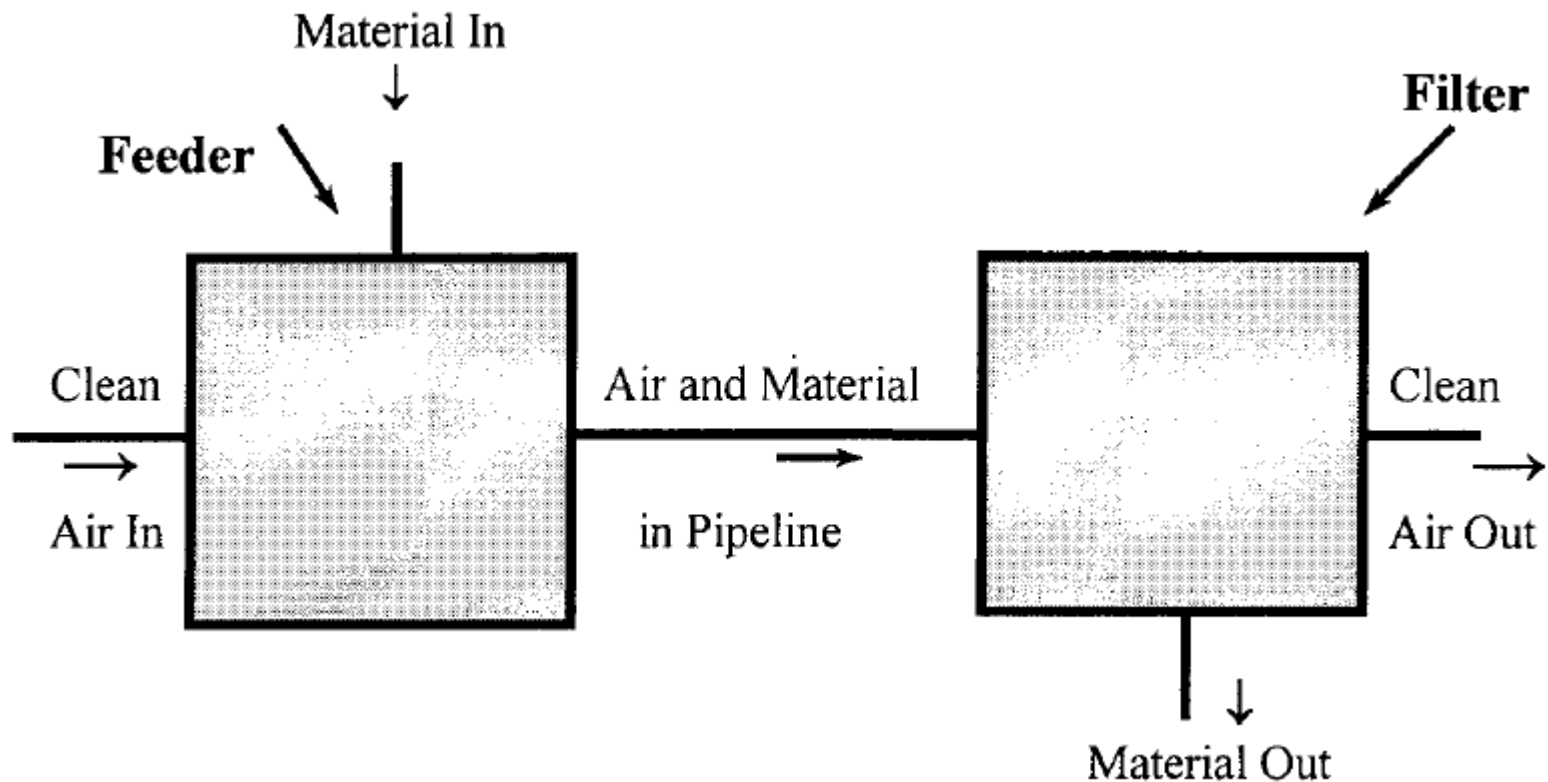 Material In
Filter
Feeder
Clean
Air and Material
Clean
Air In
in Pipeline
Air Out
Material Out